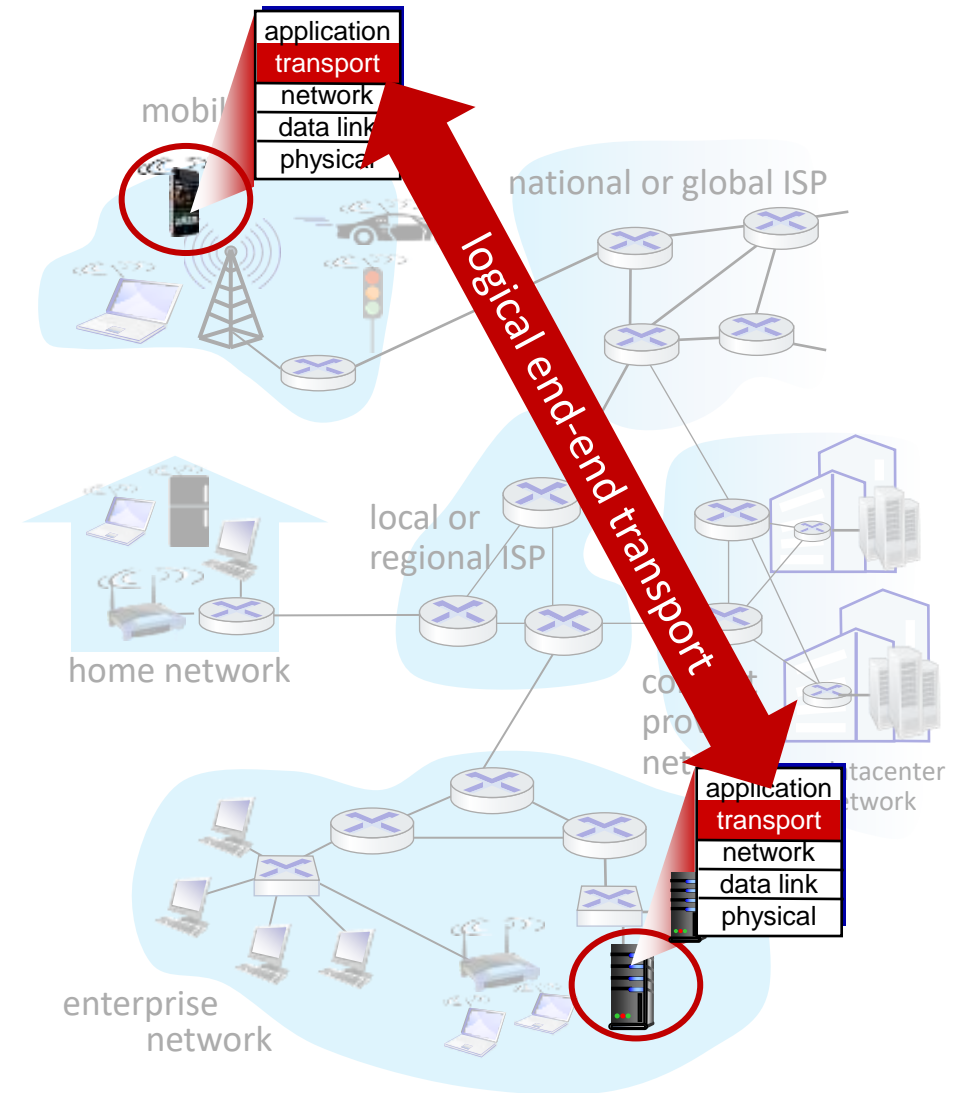 application
transport
network
data link
physical
mobil
national or global ISP
logical end-end transport
local or
regional ISP
home network
application
transport
network
data link
physical
enterprise
network